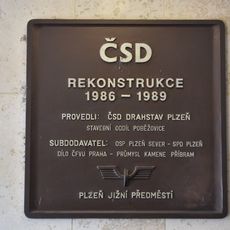 ČSD
REKONSTRUKCE
1986 — 1989
PROVEDLI: ČSD DRAHSTAV PLZEŇ
STAVEBNÍ ODDÍL POBĚŽOVICE
SUBDODAVATEL: OSP PLZEŇ SEVER - SPO PLZEŇ
DÍLO ČFVU PRAHA - PRŮMYSL KAMENE PŘÍBRAM
PLZEŇ JIŽNÍ PŘEDMĚSTÍ